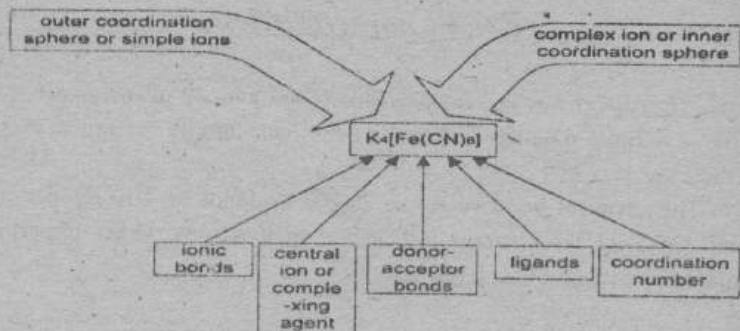 outer coordination
sphere or simple ions
complex ion or inner
coordination sphere
K₄[Fe(CN)₆]
ionic
bonds
central
ion or
comple
-xing
agent
donor-
acceptor
bonds
ligands
coordination
number